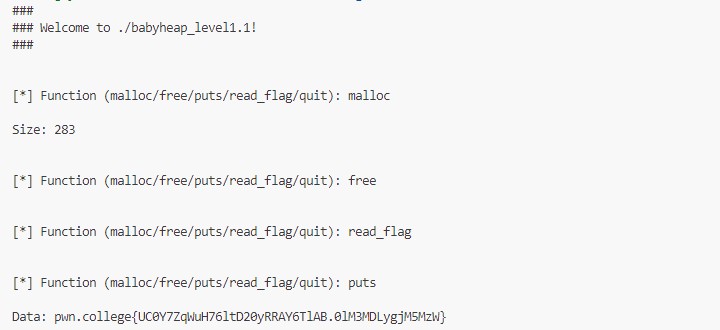 ###
### Welcome to ./babyheap_level1.1!
###
[*] Function (malloc/free/puts/read_flag/quit): malloc
Size: 283
[*] Function (malloc/free/puts/read_flag/quit): free
[*] Function (malloc/free/puts/read_flag/quit): read_flag
[*] Function (malloc/free/puts/read_flag/quit): puts
Data: pwn.college{UC0Y7ZqWuH76ltD20yRRAY6TlAB.0lM3MDLygjM5MzW}